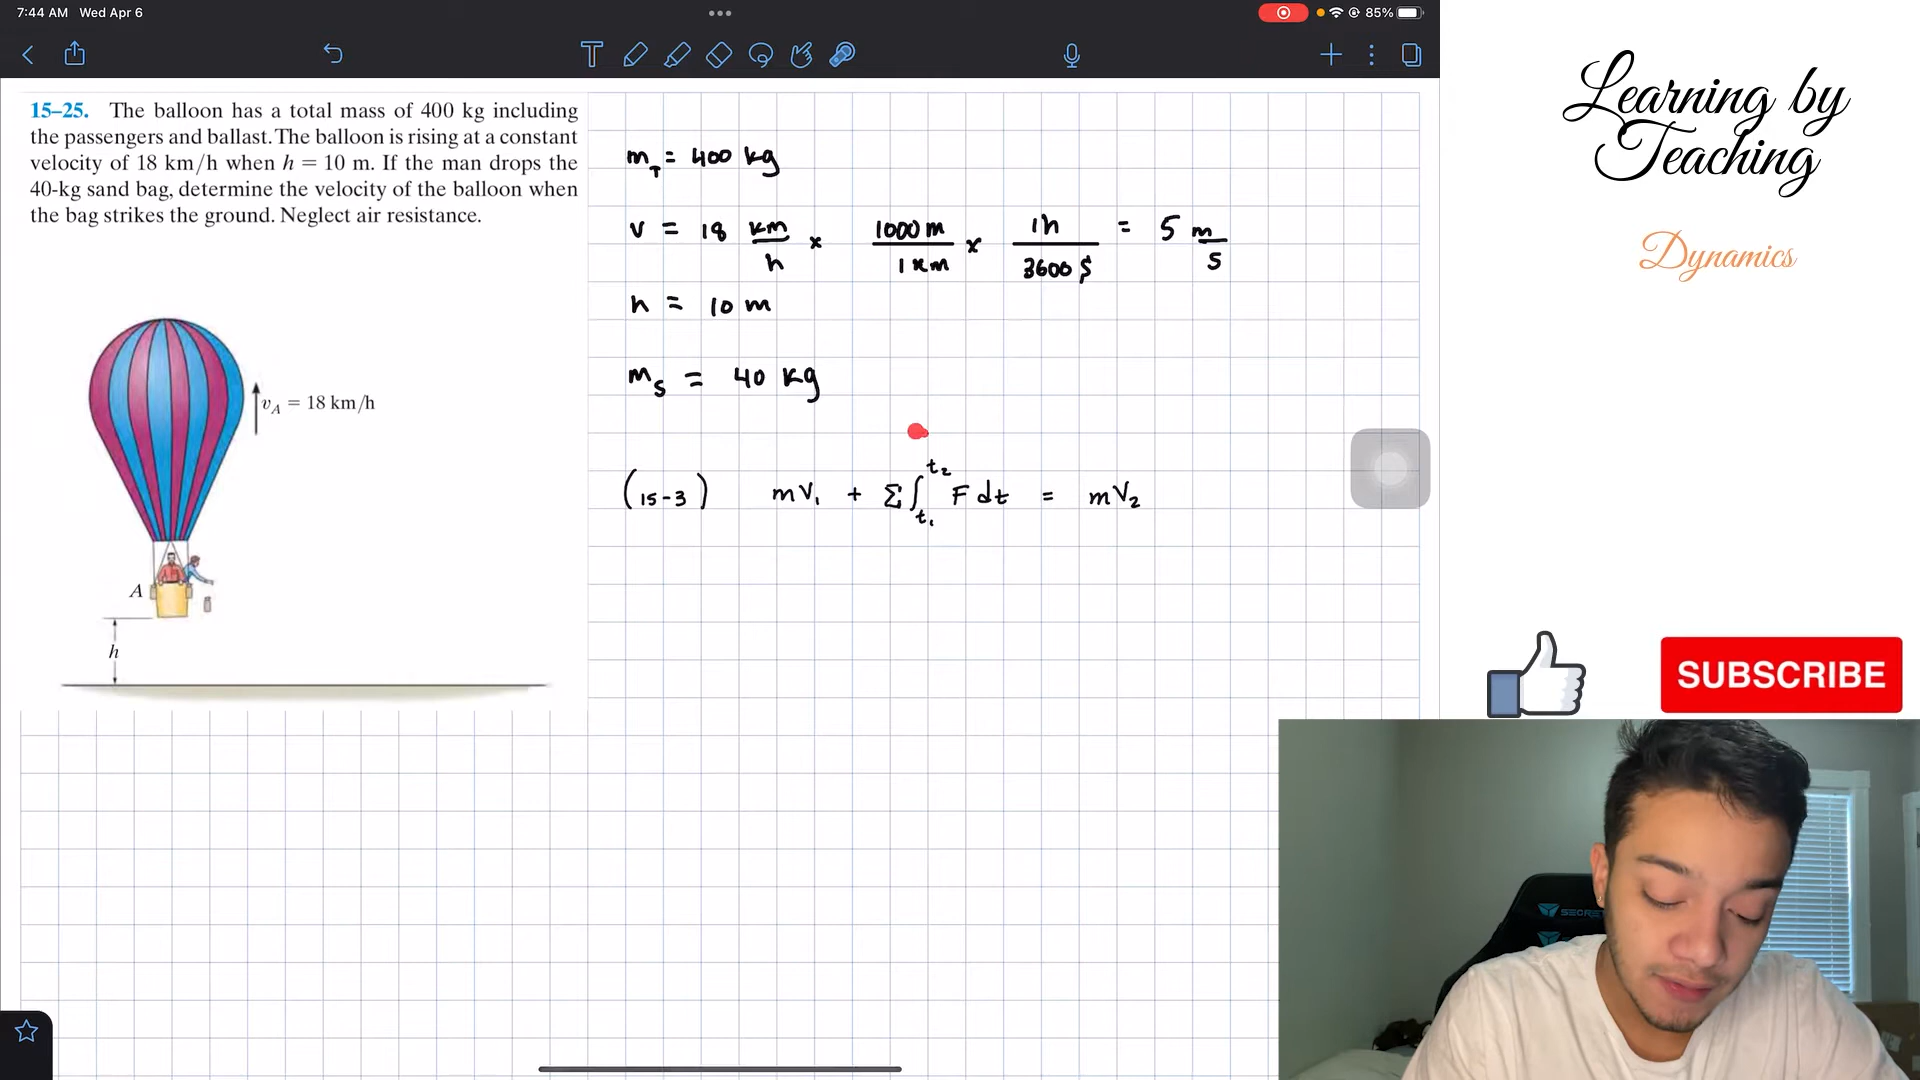 7:44 AM Wed Apr 6
85%
15–25. The balloon has a total mass of 400 kg including
the passengers and ballast. The balloon is rising at a constant
velocity of 18 km/h when h = 10 m. If the man drops the
40-kg sand bag, determine the velocity of the balloon when
the bag strikes the ground. Neglect air resistance.
v_A = 18 km/h
A
h
m_T = 400 kg
v = 18 km/h × 1000 m/1 km × 1h/3600 s = 5 m/s
h = 10 m
m_s = 40 kg
(15-3) mV₁ + Σ∫_{t₁}^{t₂} F dt = mV₂
Learning by
Teaching
Dynamics
SUBSCRIBE
SECRET